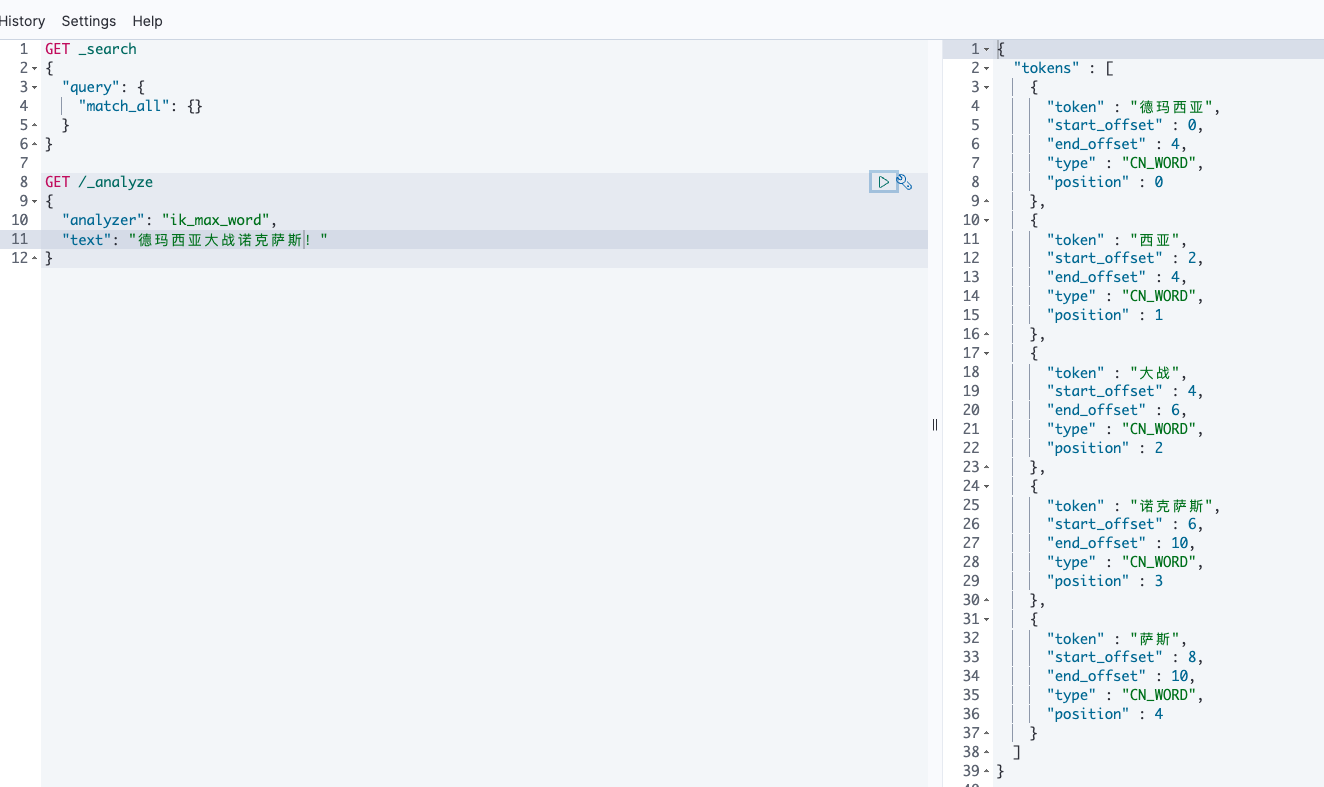 History Settings Help
1 GET _search
2 {
3 "query": {
4 "match_all": {}
5 }
6 }
7
8 GET /_analyze
9 {
10 "analyzer": "ik_max_word",
11 "text": "德玛西亚大战诺克萨斯！"
12 }
1 {
2 "tokens" : [
3 {
4 "token" : "德玛西亚",
5 "start_offset" : 0,
6 "end_offset" : 4,
7 "type" : "CN_WORD",
8 "position" : 0
9 },
10 {
11 "token" : "西亚",
12 "start_offset" : 2,
13 "end_offset" : 4,
14 "type" : "CN_WORD",
15 "position" : 1
16 },
17 {
18 "token" : "大战",
19 "start_offset" : 4,
20 "end_offset" : 6,
21 "type" : "CN_WORD",
22 "position" : 2
23 },
24 {
25 "token" : "诺克萨斯",
26 "start_offset" : 6,
27 "end_offset" : 10,
28 "type" : "CN_WORD",
29 "position" : 3
30 },
31 {
32 "token" : "萨斯",
33 "start_offset" : 8,
34 "end_offset" : 10,
35 "type" : "CN_WORD",
36 "position" : 4
37 }
38 ]
39 }